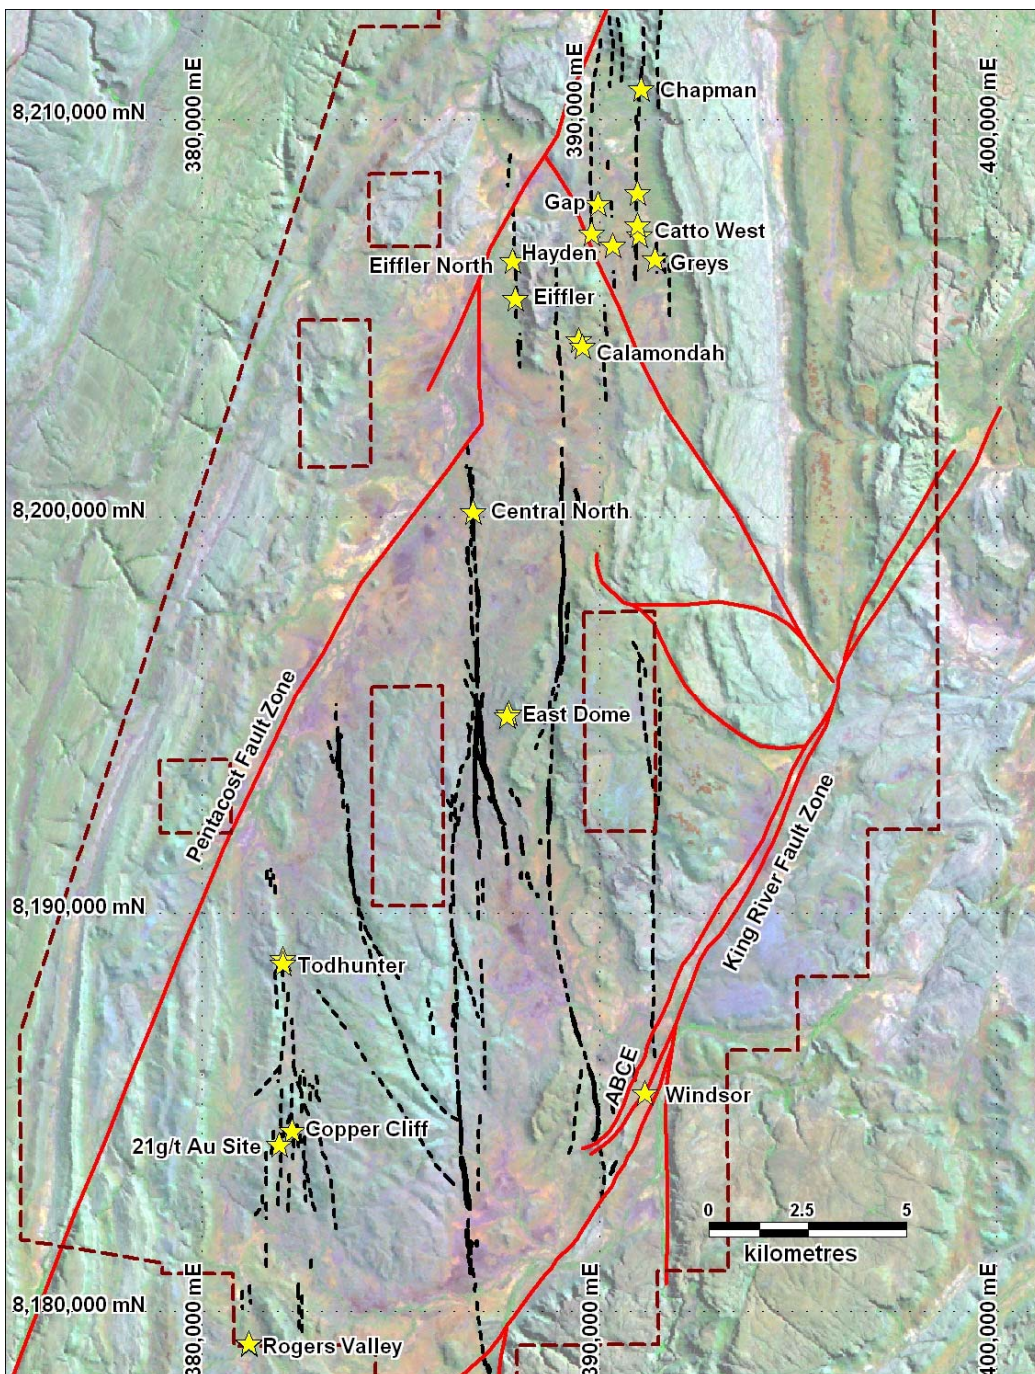 380,000 mE
390,000 mE
400,000 mE
8,210,000 mN
Chapman
Gap
Catto West
Hayden
Eiffler North
Greys
Eiffler
Calamondah
8,200,000 mN
Central North
East Dome
Pentacost Fault Zone
King River Fault Zone
8,190,000 mN
Todhunter
ABCE
Windsor
Copper Cliff
21g/t Au Site
0 2.5 5
kilometres
8,180,000 mN
Rogers Valley
380,000 mE
390,000 mE
400,000 mE